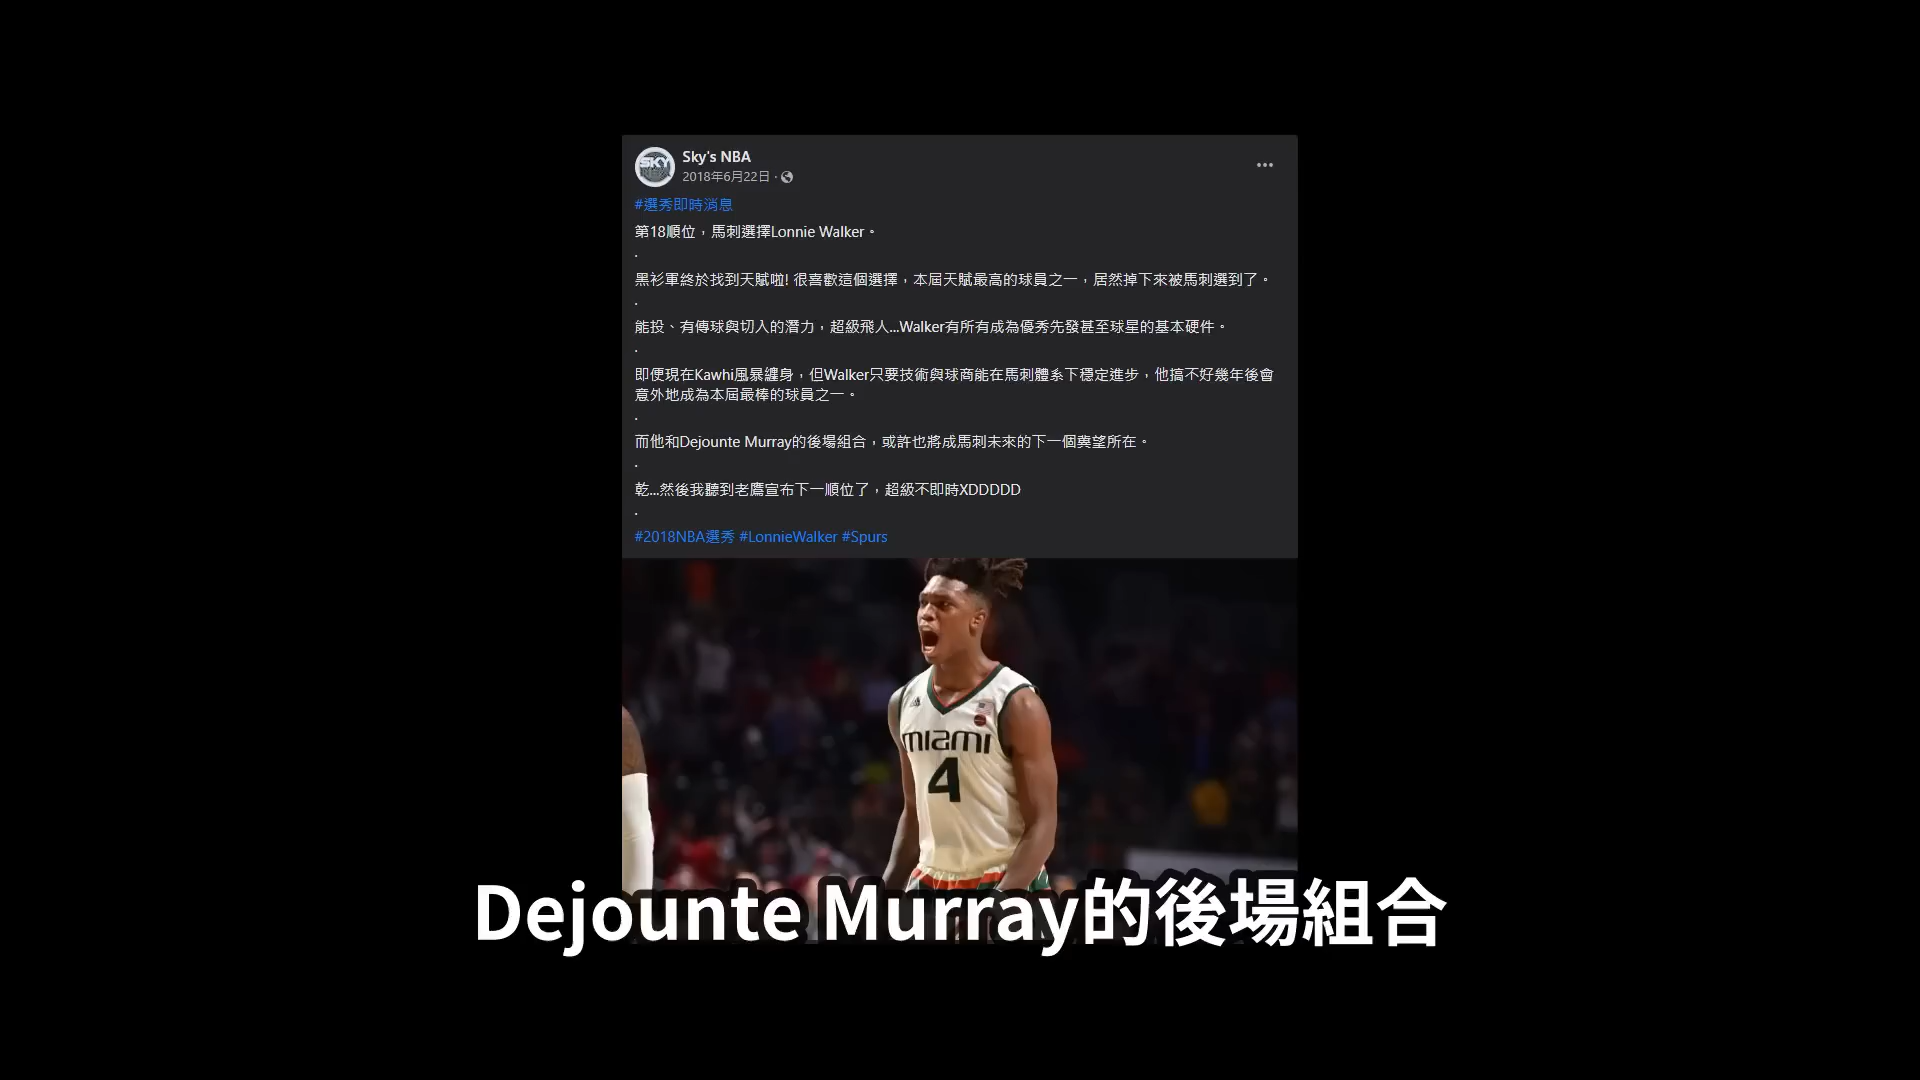 SKY
NBA
Sky's NBA
2018年6月22日 ·
#選秀即時消息
第18順位，馬刺選擇Lonnie Walker。
.
黑衫軍終於找到天賦啦! 很喜歡這個選擇，本屆天賦最高的球員之一，居然掉下來被馬刺選到了。
.
能投、有傳球與切入的潛力，超級飛人...Walker有所有成為優秀先發甚至球星的基本硬件。
.
即便現在Kawhi風暴纏身，但Walker只要技術與球商能在馬刺體系下穩定進步，他搞不好幾年後會
意外地成為本屆最棒的球員之一。
.
而他和Dejounte Murray的後場組合，或許也將成馬刺未來的下一個冀望所在。
.
乾...然後我聽到老鷹宣布下一順位了，超級不即時XDDDDD
.
#2018NBA選秀 #LonnieWalker #Spurs
MIAMI
4
Dejounte Murray的後場組合